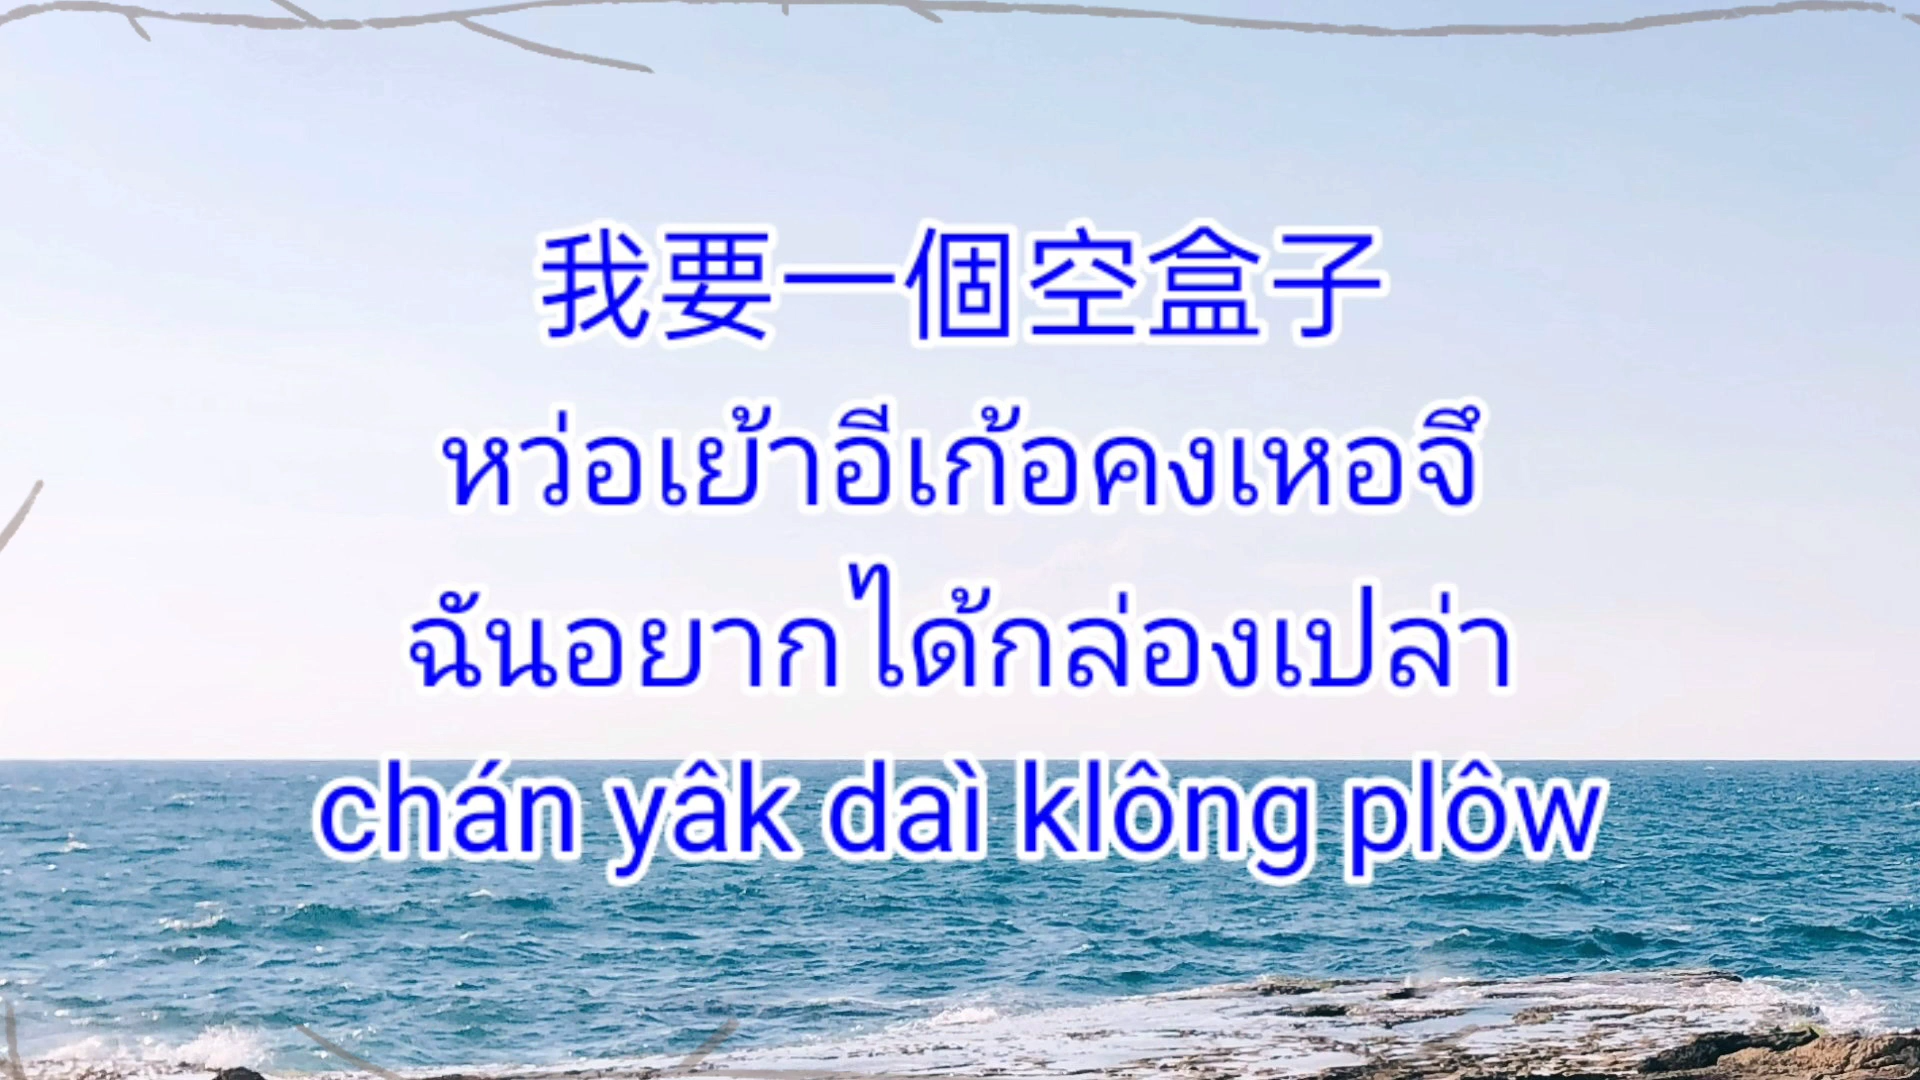 我要一個空盒子
หว่อเย้าอีเก้อคงเหอจึ
ฉันอยากได้กล่องเปล่า
chán yâk daì klông plôw